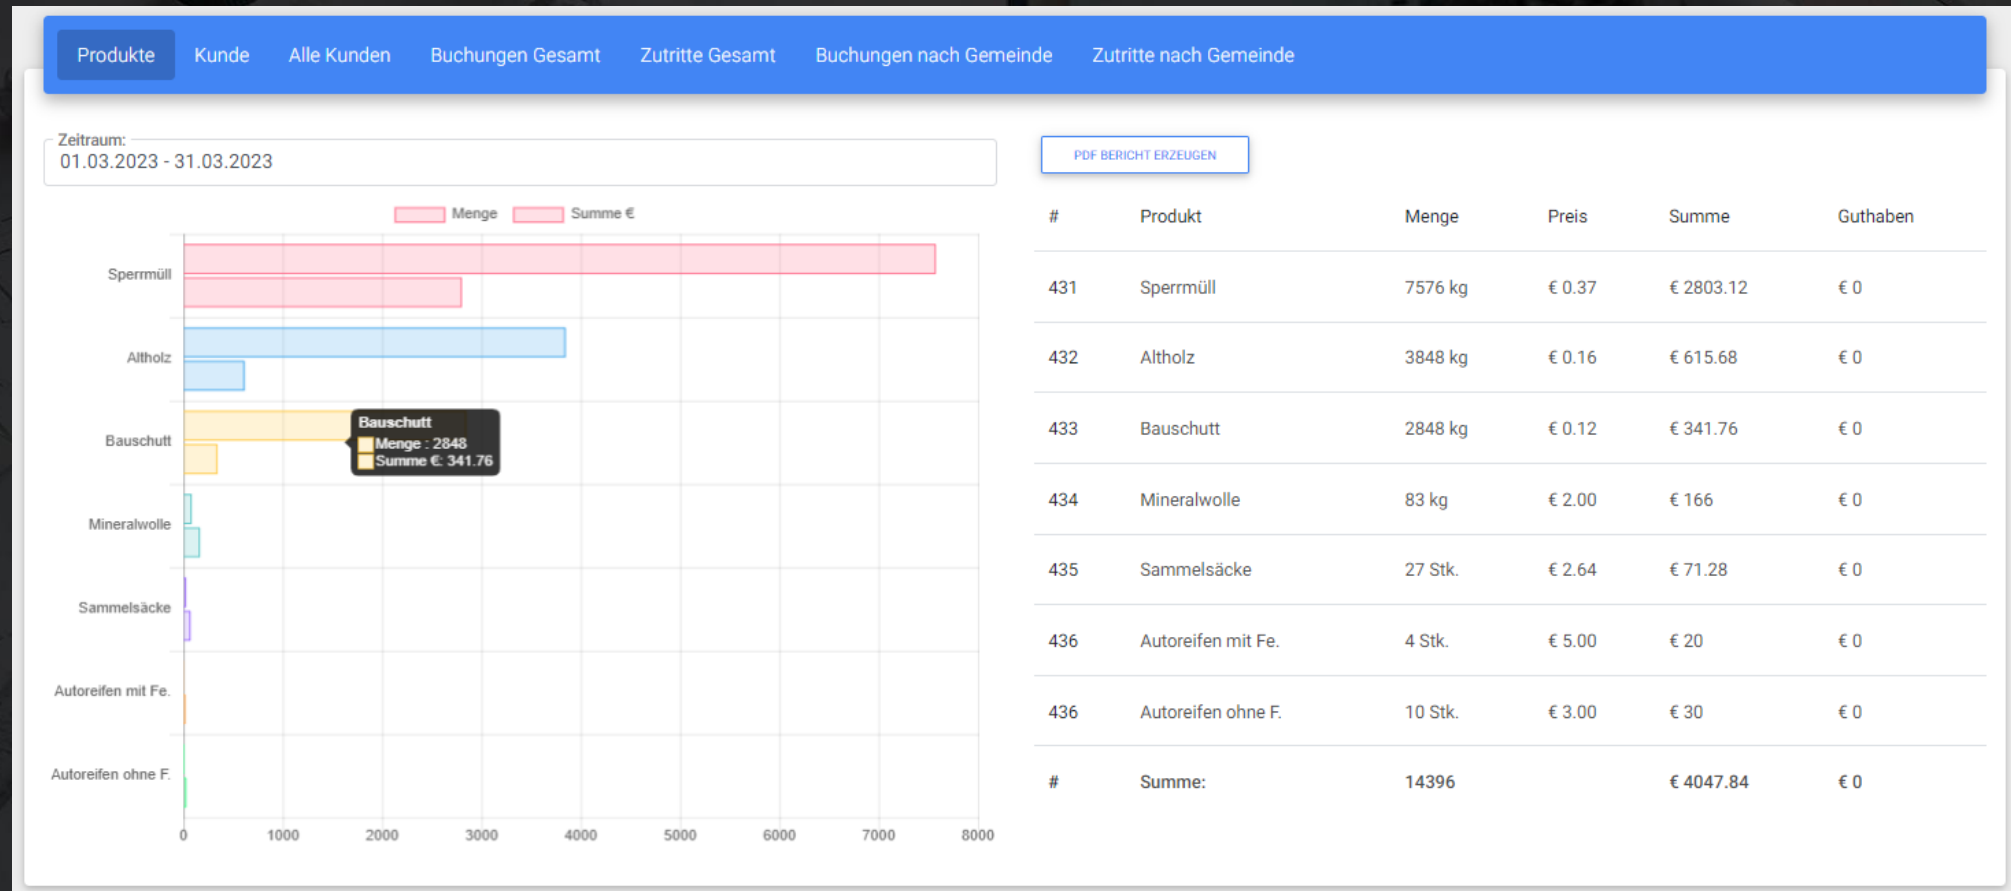 Produkte Kunde Alle Kunden Buchungen Gesamt Zutritte Gesamt Buchungen nach Gemeinde Zutritte nach Gemeinde
Zeitraum:
01.03.2023 - 31.03.2023
Menge Summe €
Sperrmüll
Altholz
Bauschutt
Mineralwolle
Sammelsäcke
Autoreifen mit Fe.
Autoreifen ohne F.
Bauschutt
Menge : 2848
Summe €: 341.76
0 1000 2000 3000 4000 5000 6000 7000 8000
PDF BERICHT ERZEUGEN
# Produkt Menge Preis Summe Guthaben
431 Sperrmüll 7576 kg € 0.37 € 2803.12 € 0
432 Altholz 3848 kg € 0.16 € 615.68 € 0
433 Bauschutt 2848 kg € 0.12 € 341.76 € 0
434 Mineralwolle 83 kg € 2.00 € 166 € 0
435 Sammelsäcke 27 Stk. € 2.64 € 71.28 € 0
436 Autoreifen mit Fe. 4 Stk. € 5.00 € 20 € 0
436 Autoreifen ohne F. 10 Stk. € 3.00 € 30 € 0
# Summe: 14396 € 4047.84 € 0